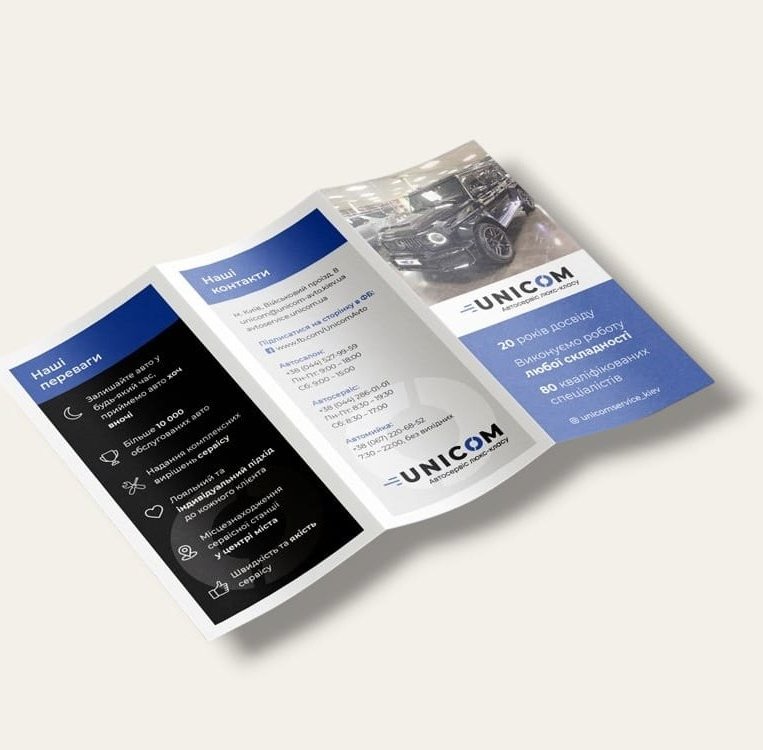 Наші
переваги
Залишайте авто у
будь-який час,
приймемо авто хоч
вночі
Більше 10 000
обслугованих авто
Надання комплексних
вирішень сервісу
Лояльний та
індивідуальний підхід
до кожного клієнта
Місцезнаходження
сервісної станції
у центрі міста
Швидкість та якість
сервісу
Наші
контакти
м. Київ, Військовий проїзд, 8
unicom@unicom-avto.kiev.ua
avtoservice.unicom.ua
Підписатися на сторінку в ФБ:
www.fb.com/UnicomAvto
Автосалон:
+38 (044) 527-99-59
Пн-Пт: 9:00 - 18:00
Сб: 9:00 - 15:00
Автосервіс:
+38 (044) 286-01-01
Пн-Пт: 8:30 - 19:30
Сб: 8:30 - 17:00
Автомийка:
+38 (067) 220-68-52
7:30 - 22:00, без вихідних
UNICOM
Автосервіс люкс-класу
UNICOM
Автосервіс люкс-класу
20 років досвіду
Виконуємо роботу
любої складності
80 кваліфікованих
спеціалістів
unicomservice_kiev